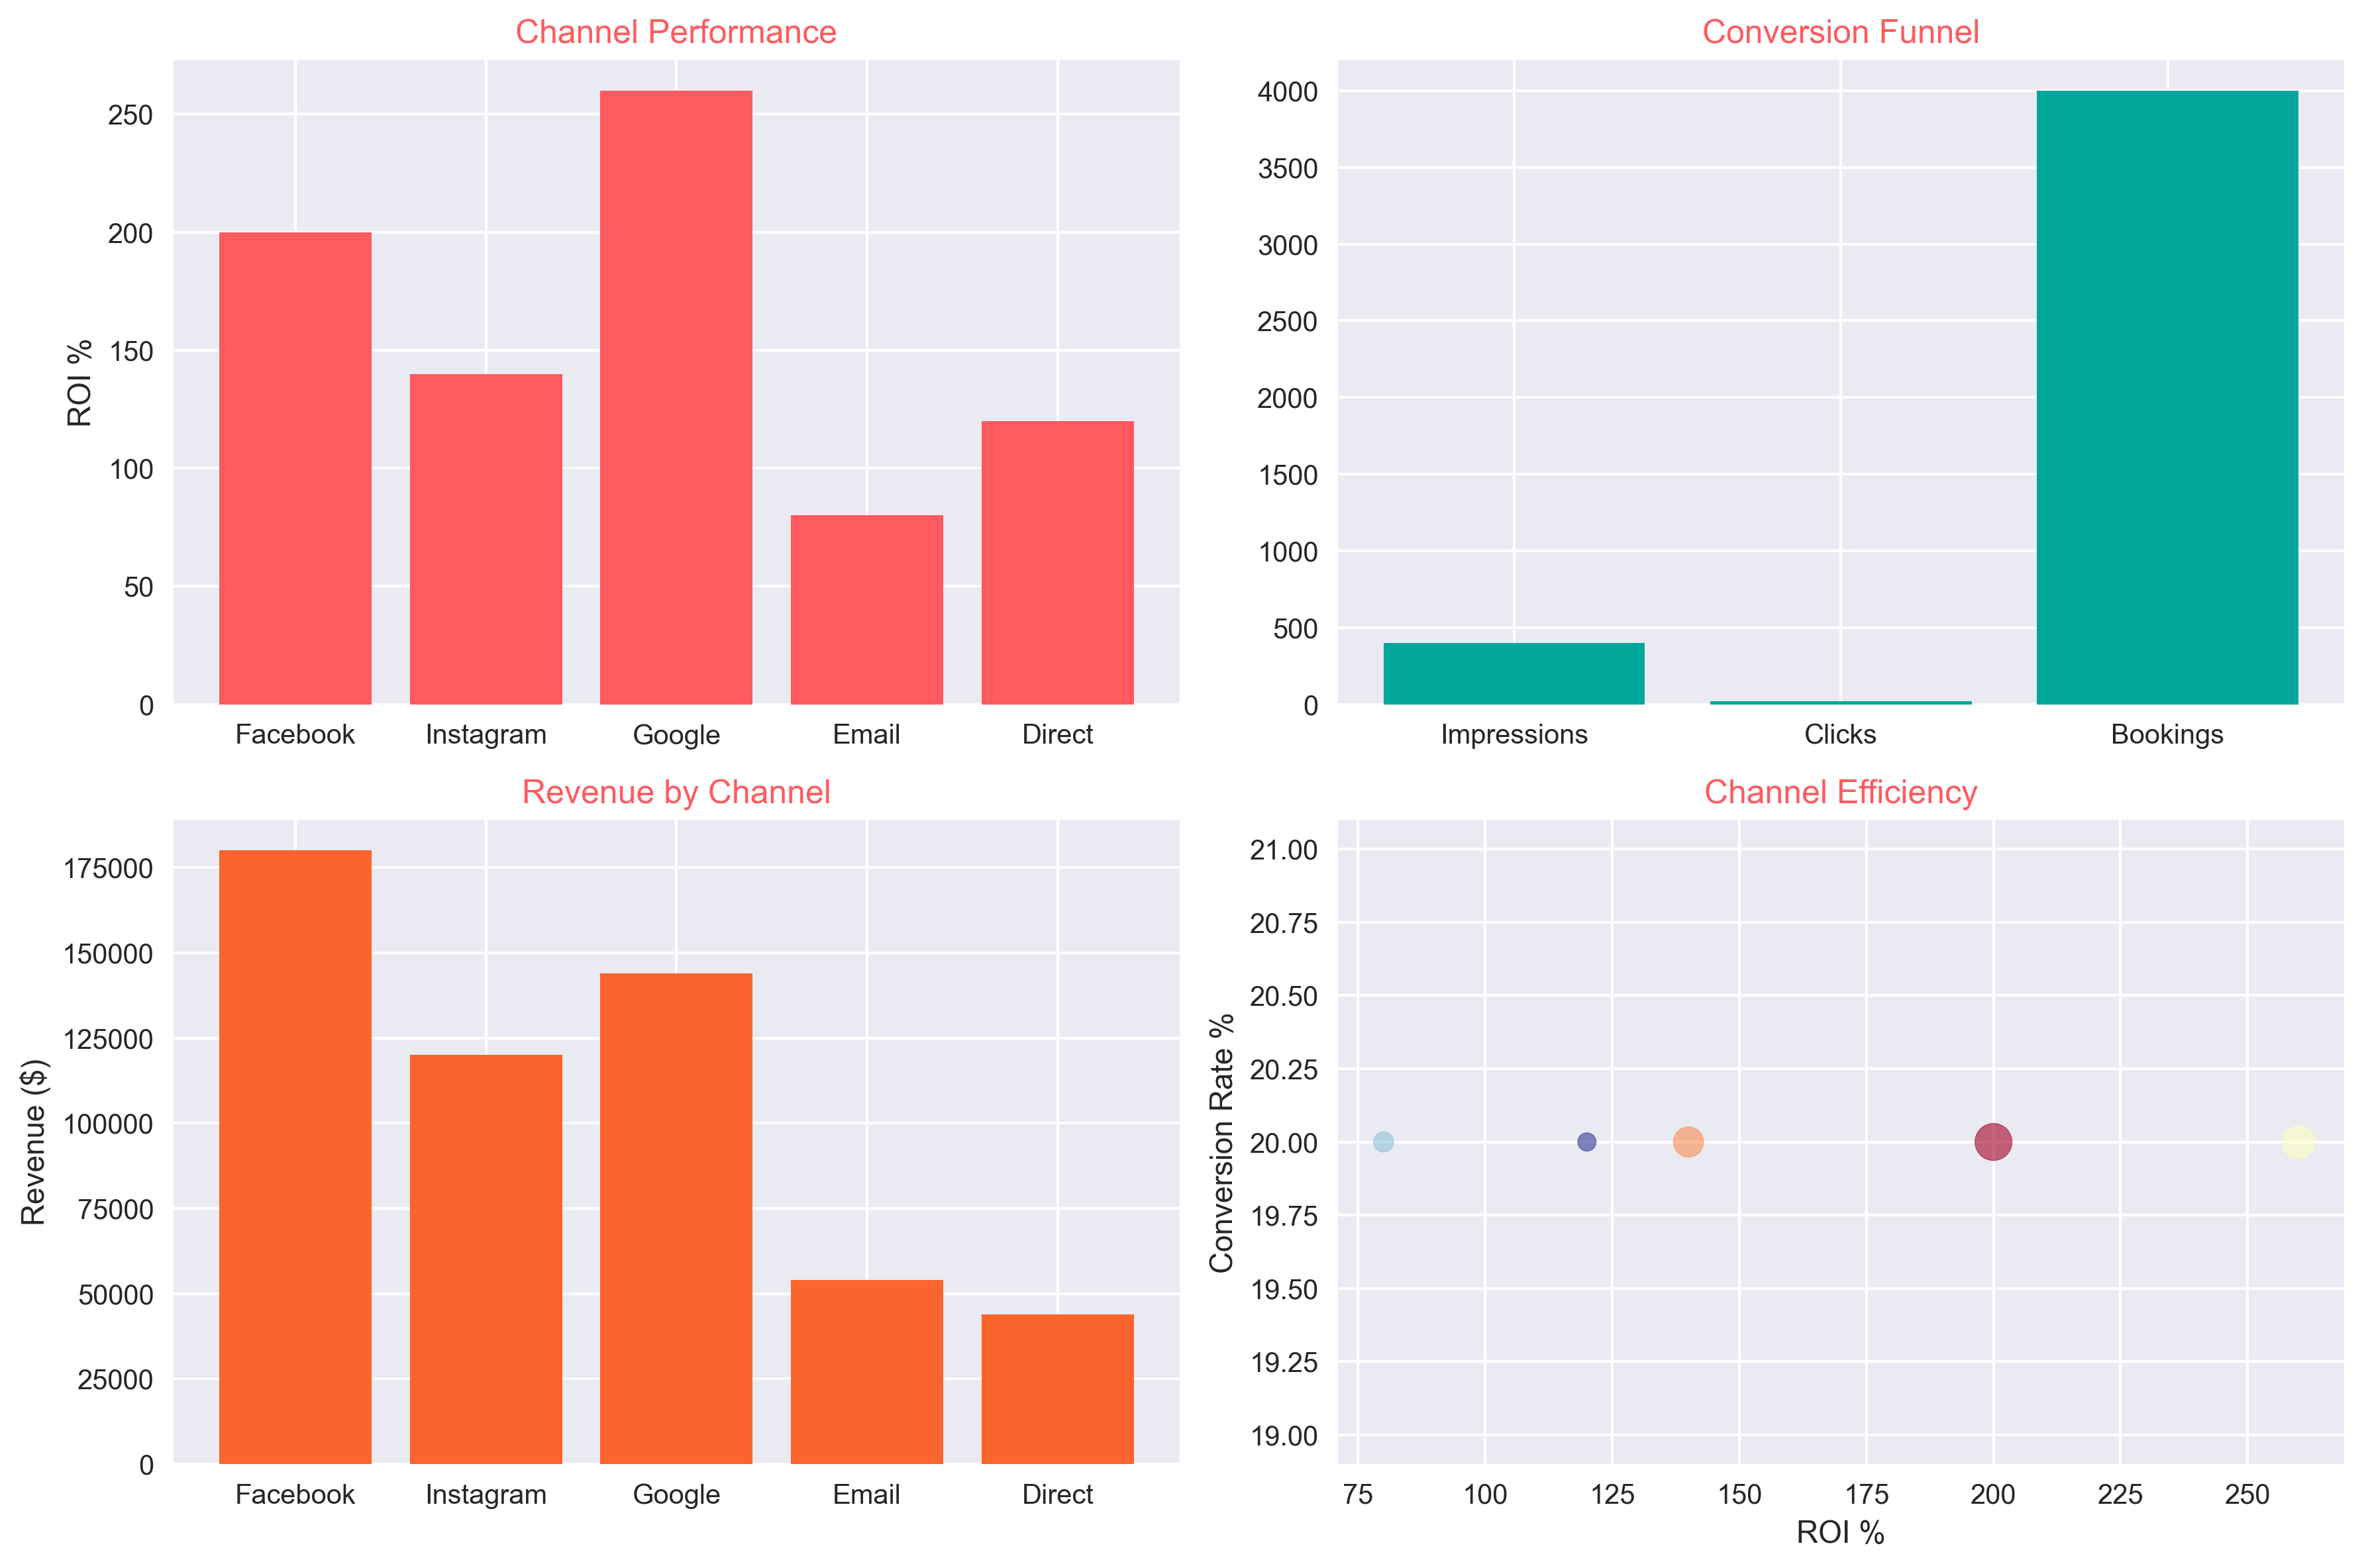 Channel Performance
ROI %
250
200
150
100
50
0
Facebook Instagram Google Email Direct
Conversion Funnel
4000
3500
3000
2500
2000
1500
1000
500
0
Impressions Clicks Bookings
Revenue by Channel
Revenue ($)
175000
150000
125000
100000
75000
50000
25000
0
Facebook Instagram Google Email Direct
Channel Efficiency
Conversion Rate %
21.00
20.75
20.50
20.25
20.00
19.75
19.50
19.25
19.00
75 100 125 150 175 200 225 250
ROI %